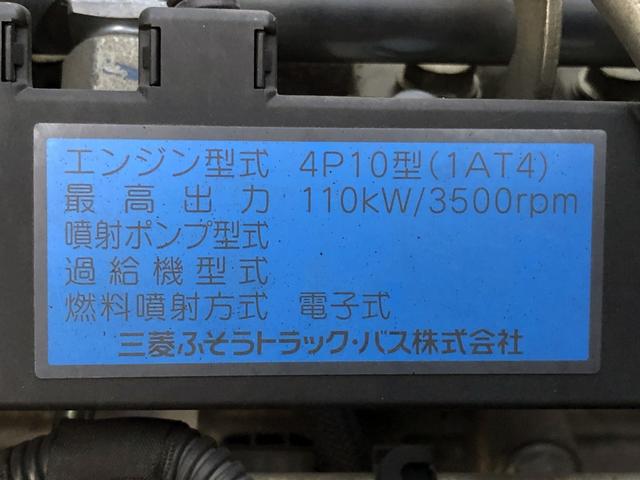 エンジン型式 4P10型(1AT4)
最高出力 110kW/3500rpm
噴射ポンプ型式
過給機型式
燃料噴射方式 電子式
三菱ふそうトラック・バス株式会社